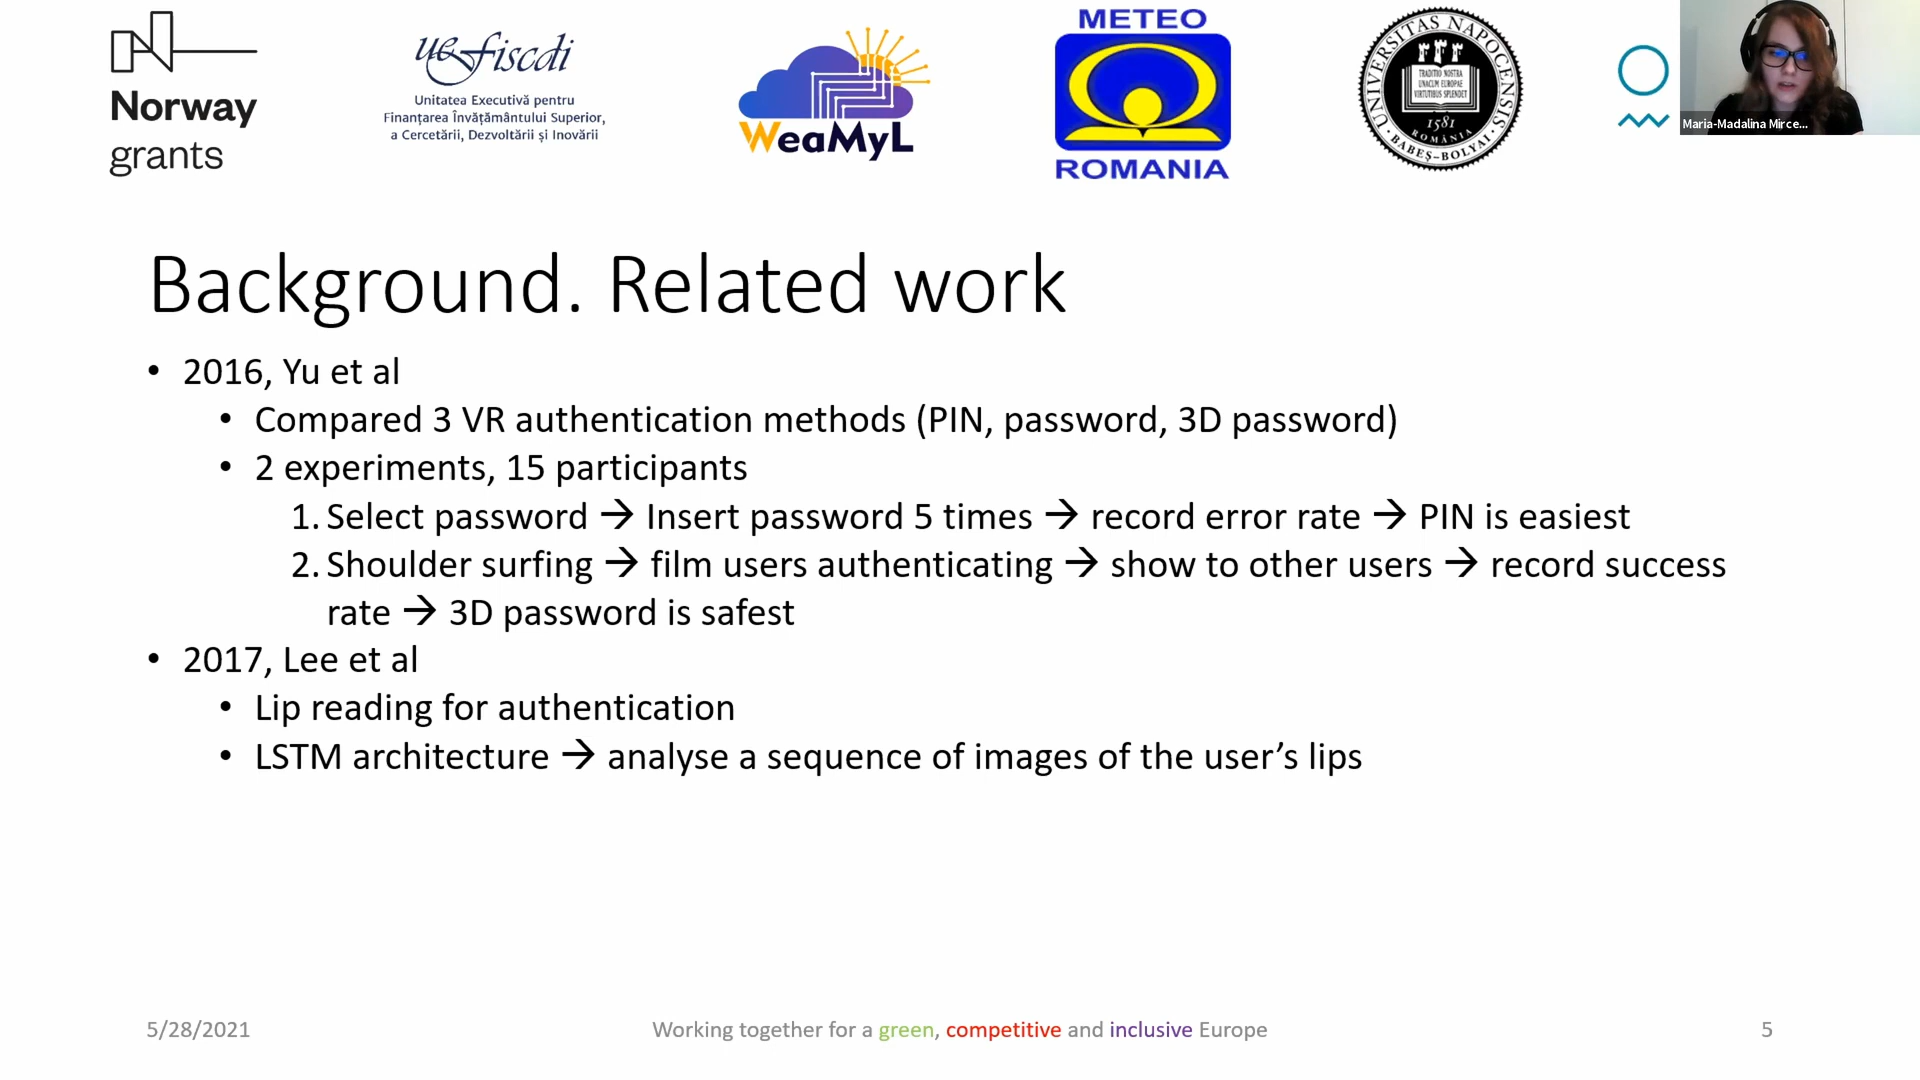 Norway
grants
uefiscdi
Unitatea Executivă pentru
Finanțarea Învățământului Superior,
a Cercetării, Dezvoltării și Inovării
WeaMyL
METEO
ROMANIA
UNIVERSITAS NAPOCENSIS
TRADITIO NOSTRA
UNACUM EUROPAE
VIRTUTIBUS SPLENDET
1581
ROMÂNIA
BABEȘ-BOLYAI
Maria-Madalina Mirce...
Background. Related work
• 2016, Yu et al
• Compared 3 VR authentication methods (PIN, password, 3D password)
• 2 experiments, 15 participants
1. Select password → Insert password 5 times → record error rate → PIN is easiest
2. Shoulder surfing → film users authenticating → show to other users → record success
rate → 3D password is safest
• 2017, Lee et al
• Lip reading for authentication
• LSTM architecture → analyse a sequence of images of the user’s lips
5/28/2021
Working together for a green, competitive and inclusive Europe
5